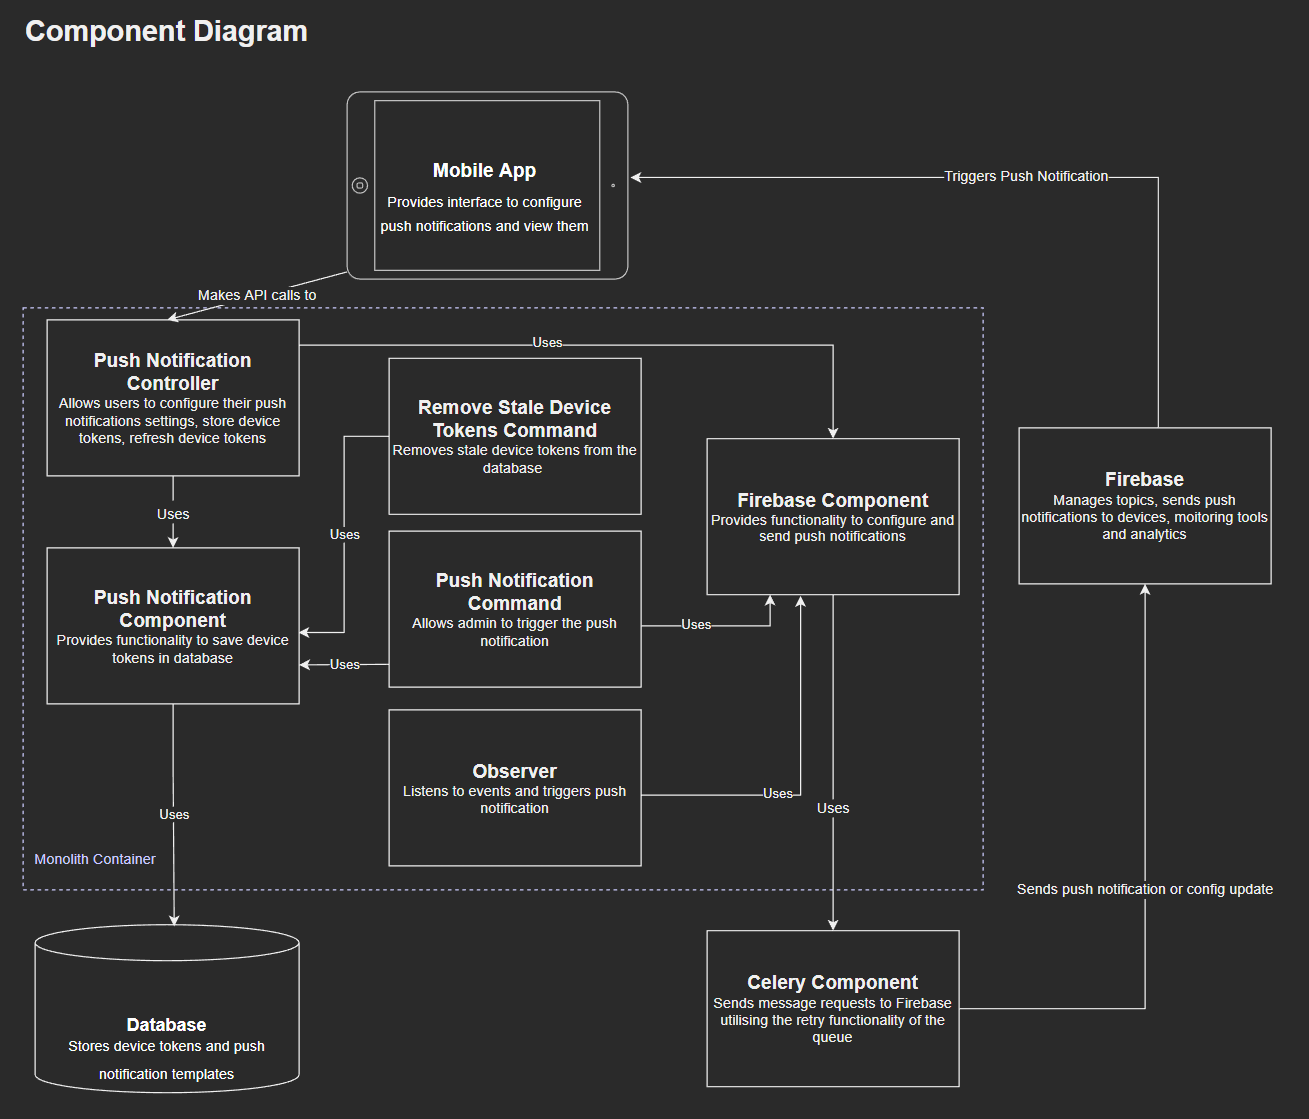 Component Diagram
Mobile App
Provides interface to configure
push notifications and view them
Triggers Push Notification
Makes API calls to
Push Notification
Controller
Allows users to configure their push
notifications settings, store device
tokens, refresh device tokens
Uses
Remove Stale Device
Tokens Command
Removes stale device tokens from the
database
Firebase Component
Provides functionality to configure and
send push notifications
Firebase
Manages topics, sends push
notifications to devices, moitoring tools
and analytics
Uses
Uses
Push Notification
Component
Provides functionality to save device
tokens in database
Push Notification
Command
Allows admin to trigger the push
notification
Uses
Uses
Observer
Listens to events and triggers push
notification
Uses
Uses
Uses
Monolith Container
Sends push notification or config update
Database
Stores device tokens and push
notification templates
Celery Component
Sends message requests to Firebase
utilising the retry functionality of the
queue